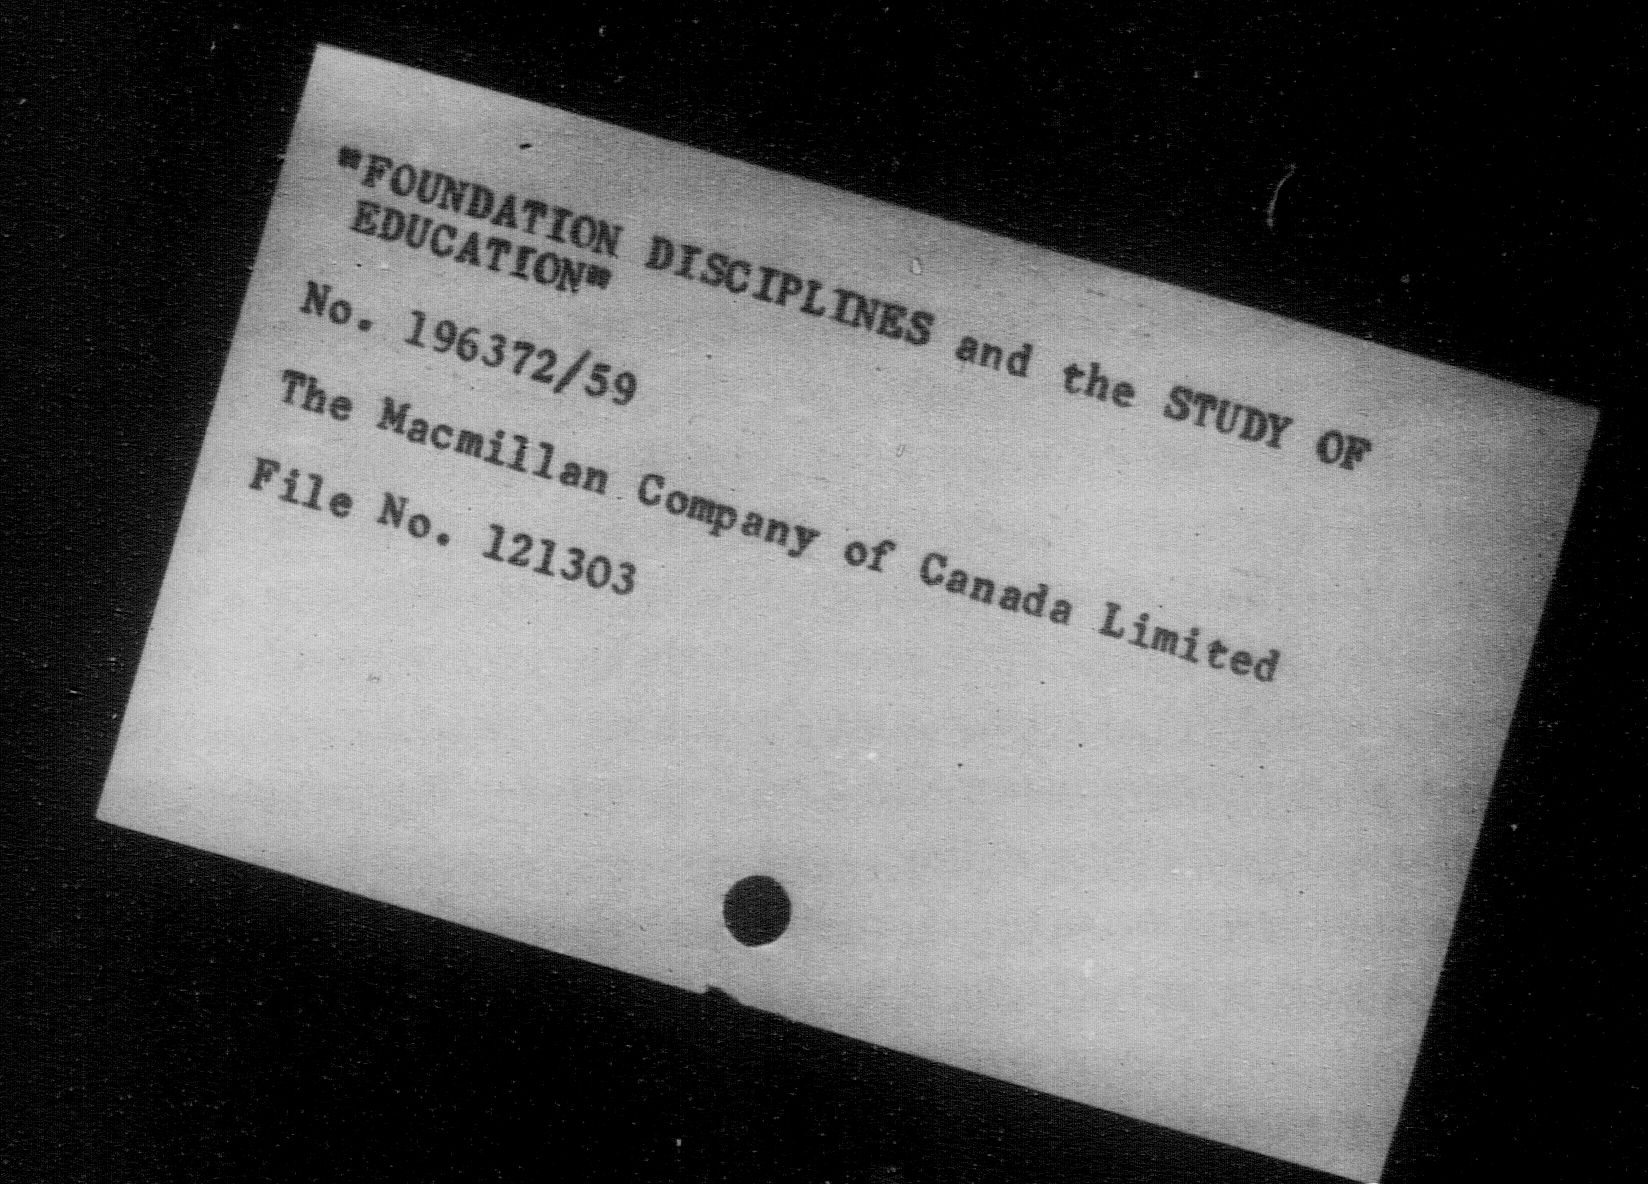 "FOUNDATION DISCIPLINES and the STUDY OF
EDUCATION"
No. 196372/59
The Macmillan Company of Canada Limited
File No. 121303